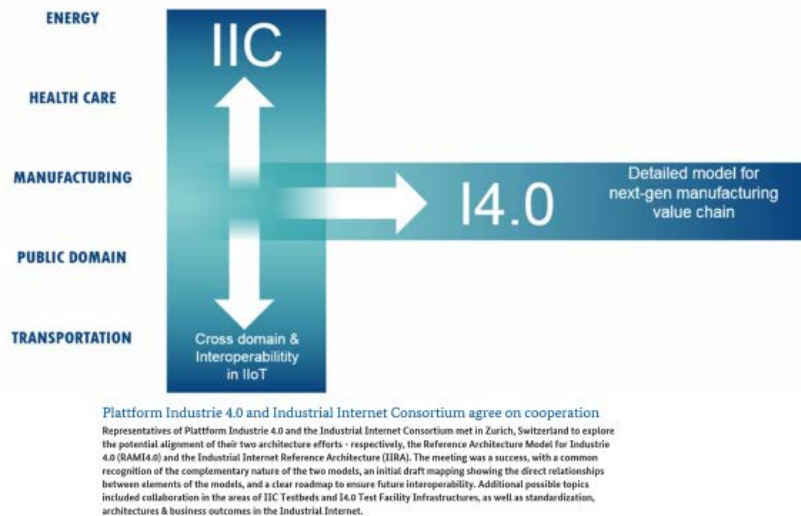 ENERGY
HEALTH CARE
MANUFACTURING
PUBLIC DOMAIN
TRANSPORTATION
IIC
Cross domain &
Interoperabilitity
in IIoT
I4.0
Detailed model for
next-gen manufacturing
value chain
Plattform Industrie 4.0 and Industrial Internet Consortium agree on cooperation
Representatives of Plattform Industrie 4.0 and the Industrial Internet Consortium met in Zurich, Switzerland to explore
the potential alignment of their two architecture efforts - respectively, the Reference Architecture Model for Industrie
4.0 (RAMI4.0) and the Industrial Internet Reference Architecture (IIRA). The meeting was a success, with a common
recognition of the complementary nature of the two models, an initial draft mapping showing the direct relationships
between elements of the models, and a clear roadmap to ensure future interoperability. Additional possible topics
included collaboration in the areas of IIC Testbeds and I4.0 Test Facility Infrastructures, as well as standardization,
architectures & business outcomes in the Industrial Internet.